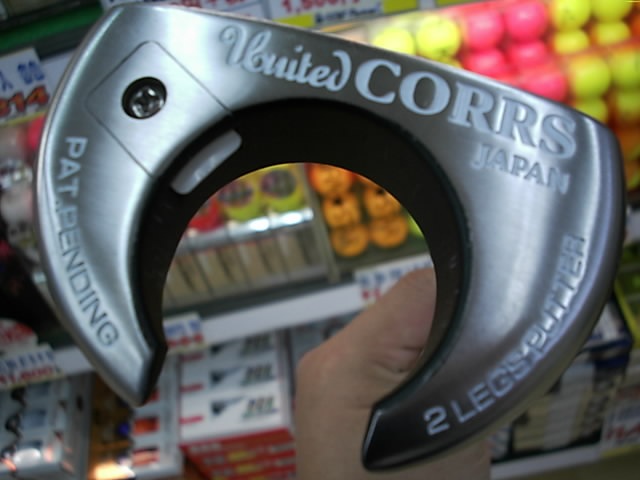 United CORRS
JAPAN
PAT.PENDING
2 LEGS PUTTER